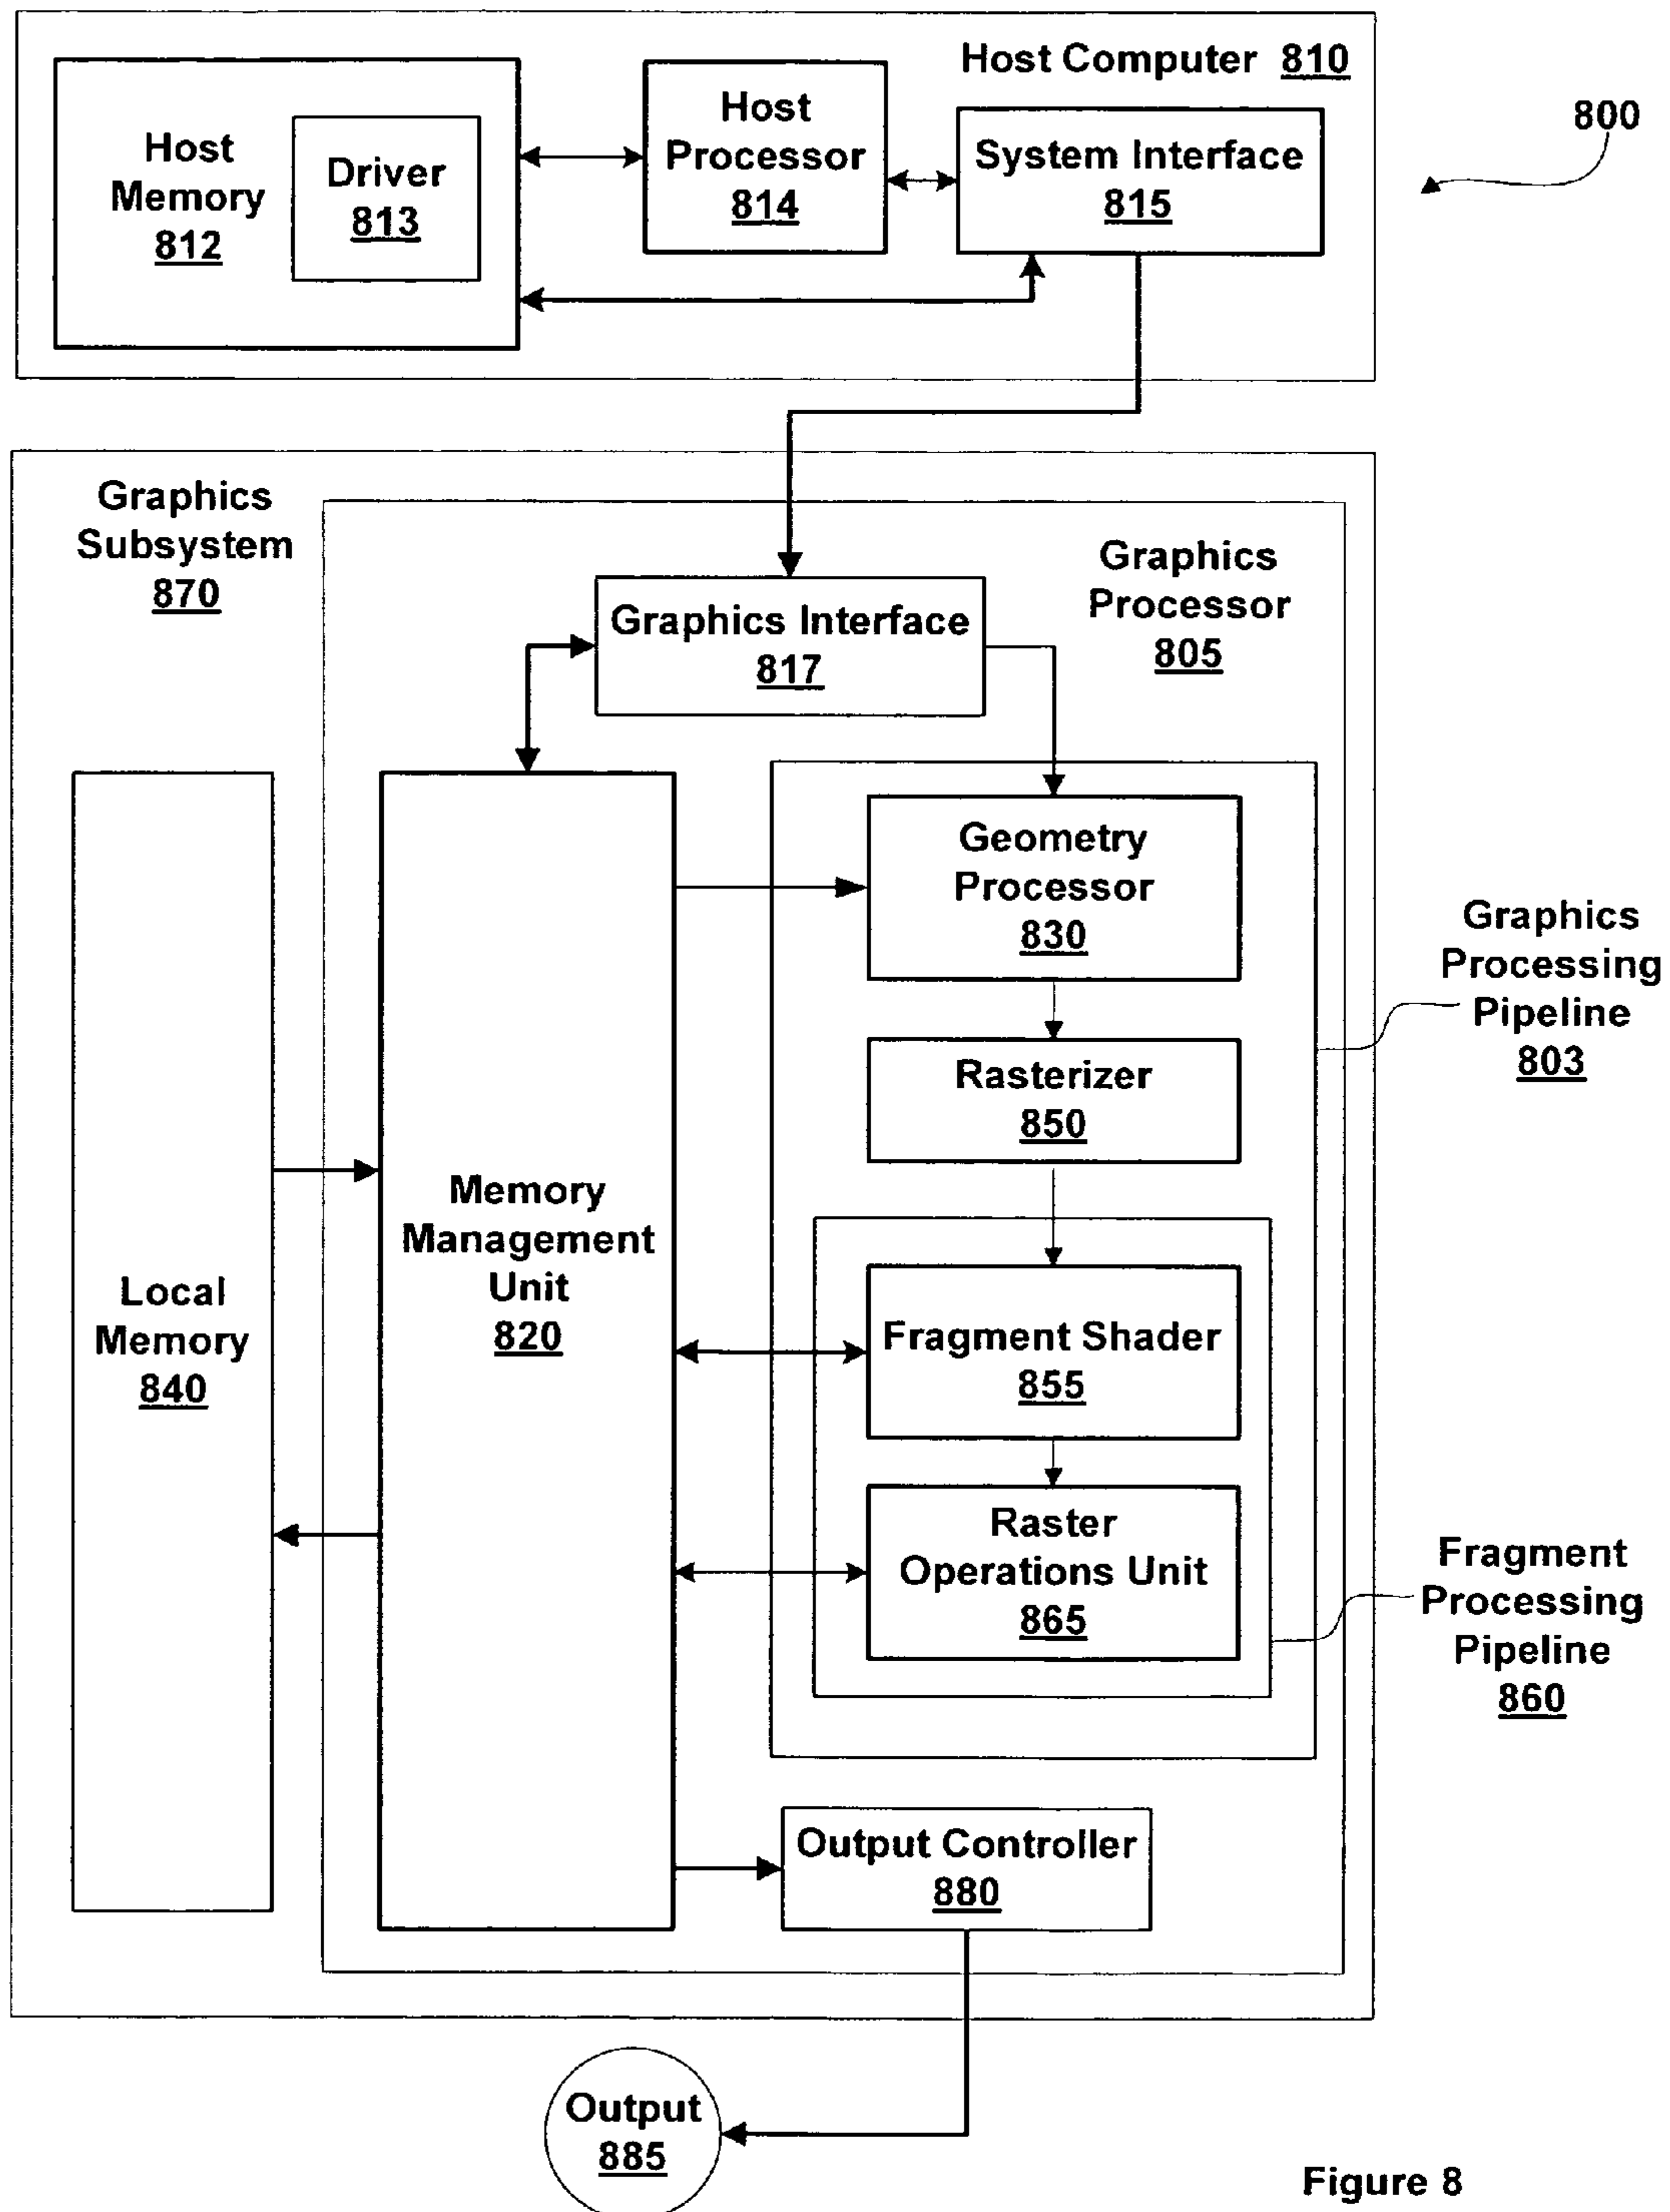 Host Computer 810
Host
Memory
812
Driver
813
Host
Processor
814
System Interface
815
800
Graphics
Subsystem
870
Graphics
Processor
805
Graphics Interface
817
Geometry
Processor
830
Graphics
Processing
Pipeline
803
Rasterizer
850
Memory
Management
Unit
820
Local
Memory
840
Fragment Shader
855
Raster
Operations Unit
865
Fragment
Processing
Pipeline
860
Output Controller
880
Output
885
Figure 8